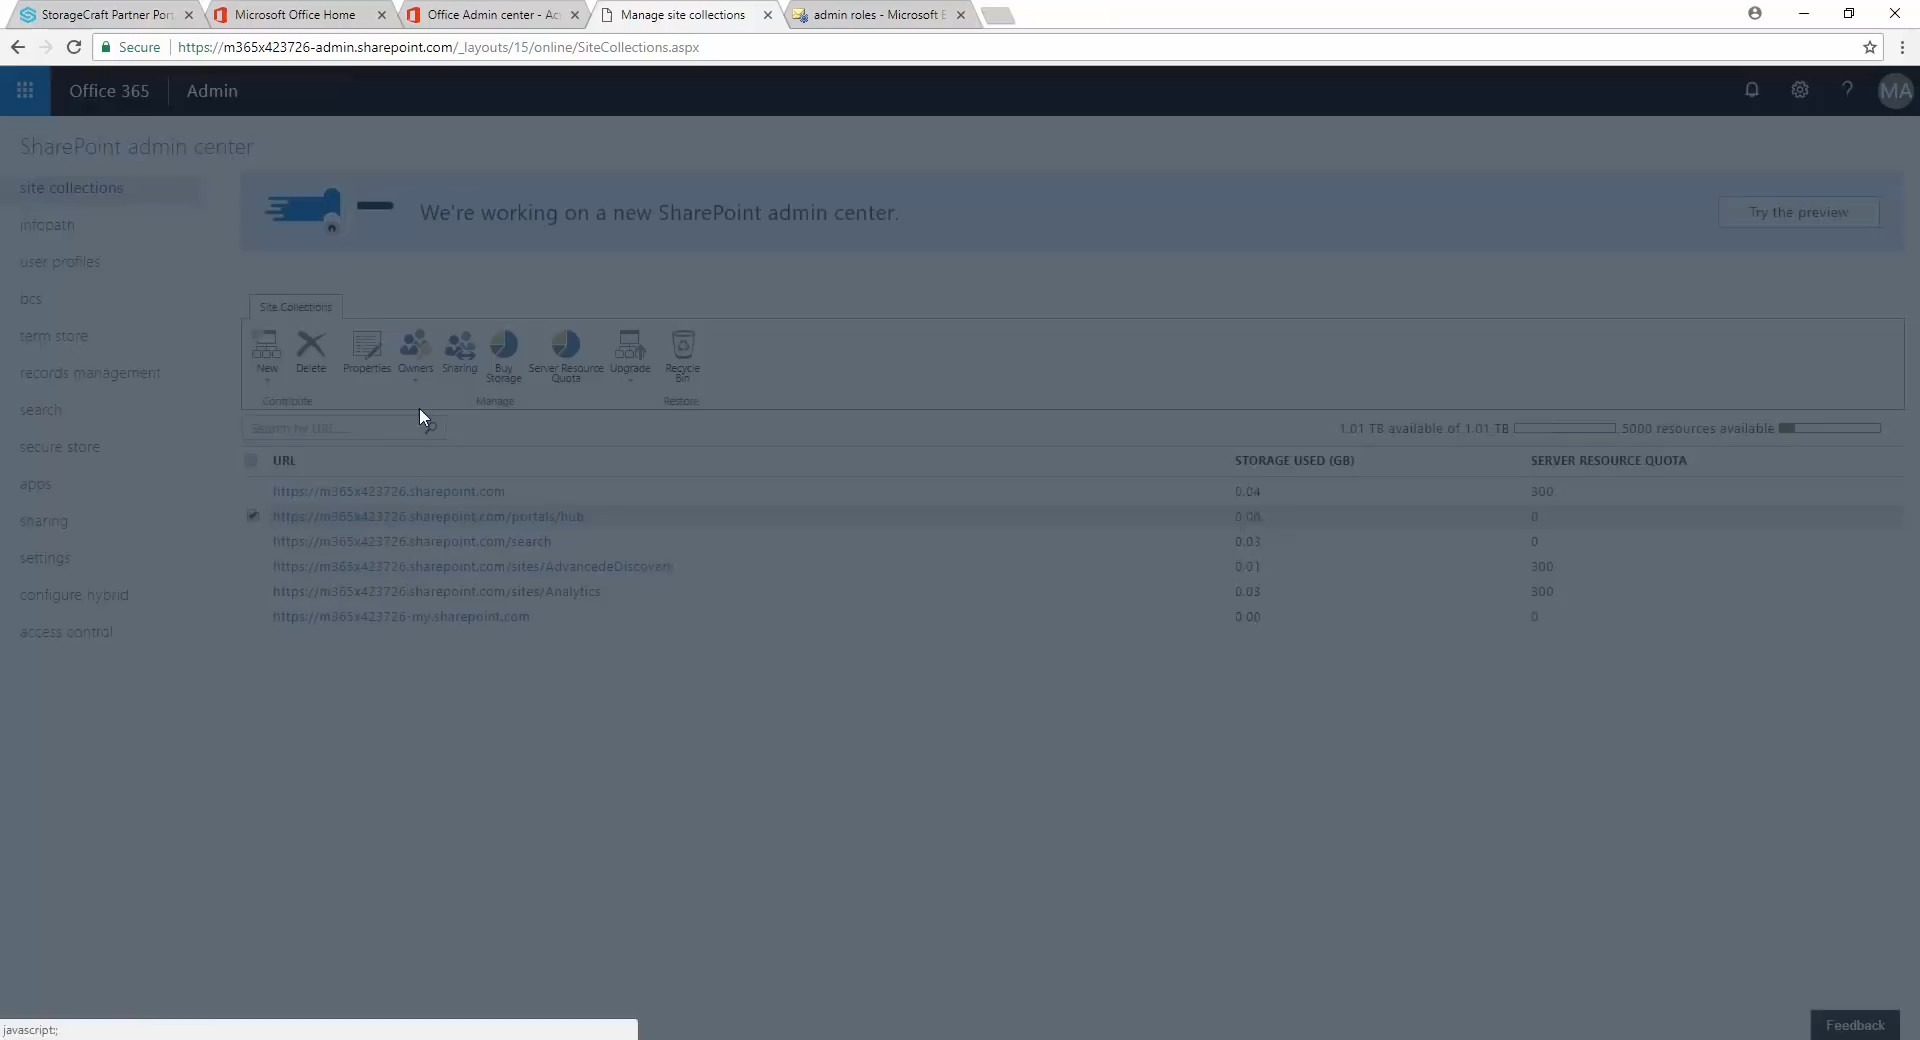 StorageCraft Partner Por
Microsoft Office Home
Office Admin center - Ac
Manage site collections
admin roles - Microsoft E
Secure
https://m365x423726-admin.sharepoint.com/_layouts/15/online/SiteCollections.aspx
Office 365
Admin
MA
SharePoint admin center
site collections
infopath
user profiles
bcs
term store
records management
search
secure store
apps
sharing
settings
configure hybrid
access control
We're working on a new SharePoint admin center.
Try the preview
Site Collections
New
Delete
Properties
Owners
Sharing
Buy Storage
Server Resource Quota
Upgrade
Recycle Bin
Contribute
Manage
Restore
Search by URL...
1.01 TB available of 1.01 TB
5000 resources available
URL STORAGE USED (GB) SERVER RESOURCE QUOTA
https://m365x423726.sharepoint.com 0.04 300
https://m365x423726.sharepoint.com/portals/hub 0.06 0
https://m365x423726.sharepoint.com/search 0.03 0
https://m365x423726.sharepoint.com/sites/AdvancedeDiscovery 0.01 300
https://m365x423726.sharepoint.com/sites/Analytics 0.03 300
https://m365x423726-my.sharepoint.com 0.00 0
javascript:;
Feedback